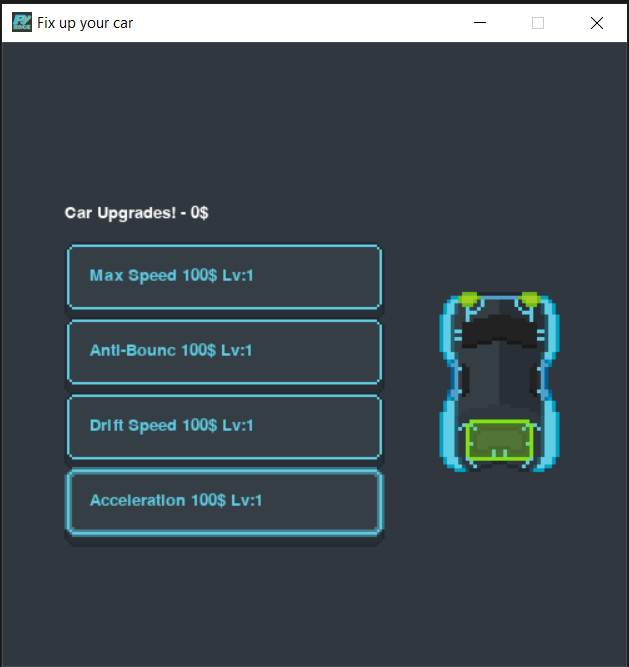 Fix up your car
Car Upgrades! - 0$
Max Speed 100$ Lv:1
Anti-Bounc 100$ Lv:1
Drift Speed 100$ Lv:1
Acceleration 100$ Lv:1